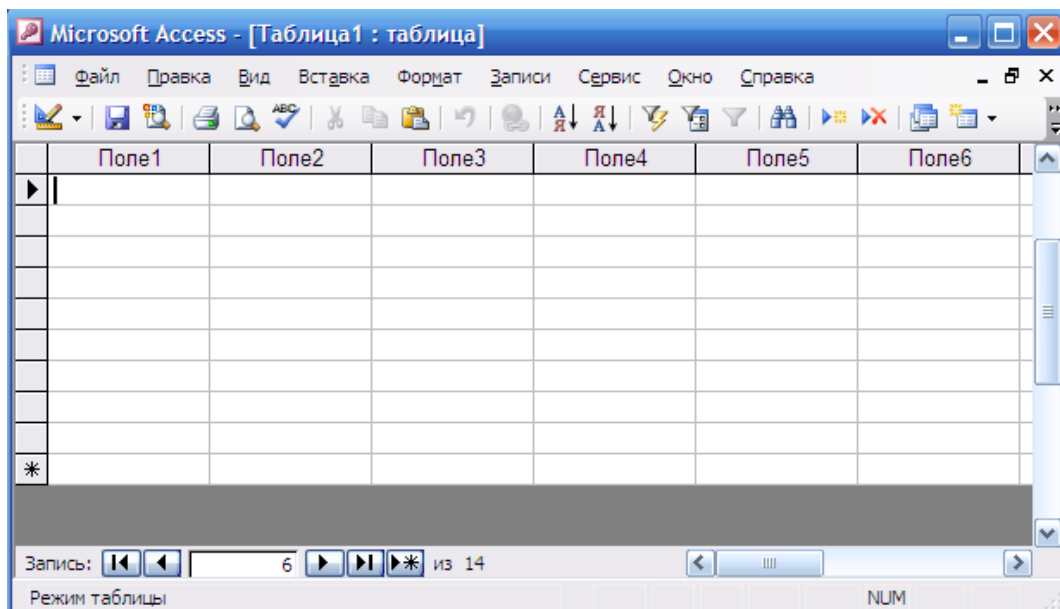 Microsoft Access - [Таблица1 : таблица]
Файл Правка Вид Вставка Формат Записи Сервис Окно Справка
ABC А Я Я А
Поле1 Поле2 Поле3 Поле4 Поле5 Поле6
Запись: 6 из 14
Режим таблицы NUM